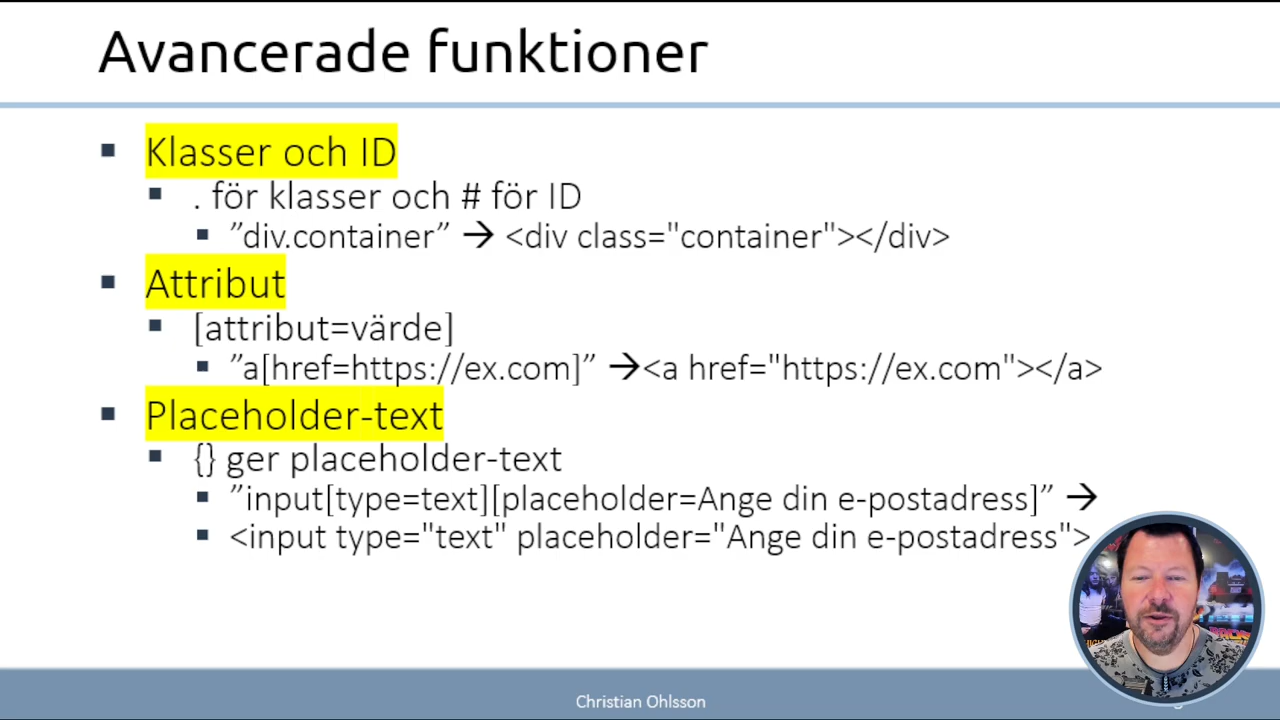 Avancerade funktioner
Klasser och ID
. för klasser och # för ID
”div.container” → <div class="container"></div>
Attribut
[attribut=värde]
”a[href=https://ex.com]” →<a href="https://ex.com"></a>
Placeholder-text
{} ger placeholder-text
”input[type=text][placeholder=Ange din e-postadress]” →
<input type="text" placeholder="Ange din e-postadress">
Christian Ohlsson